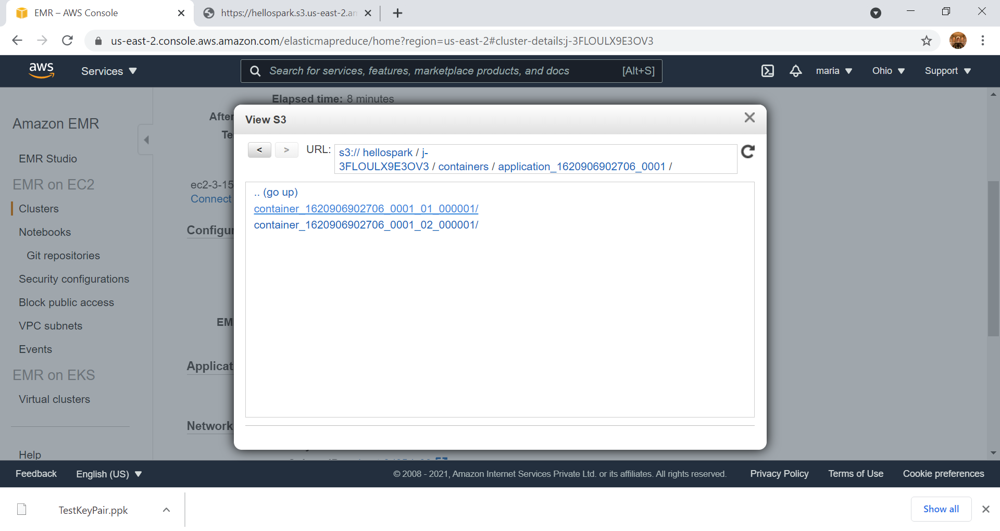 EMR – AWS Console
https://hellospark.s3.us-east-2.am
us-east-2.console.aws.amazon.com/elasticmapreduce/home?region=us-east-2#cluster-details:j-3FLOULX9E3OV3
aws
Services
Search for services, features, marketplace products, and docs
[Alt+S]
maria
Ohio
Support
Elapsed time: 8 minutes
After
Te
Amazon EMR
EMR Studio
EMR on EC2
Clusters
Notebooks
Git repositories
Security configurations
Block public access
VPC subnets
Events
EMR on EKS
Virtual clusters
Help
ec2-3-15
Connect
Configur
EM
Applicat
Network
View S3
< > URL:
s3:// hellospark / j-
3FLOULX9E3OV3 / containers / application_1620906902706_0001 /
.. (go up)
container_1620906902706_0001_01_000001/
container_1620906902706_0001_02_000001/
Feedback
English (US)
© 2008 - 2021, Amazon Internet Services Private Ltd. or its affiliates. All rights reserved.
Privacy Policy
Terms of Use
Cookie preferences
TestKeyPair.ppk
Show all